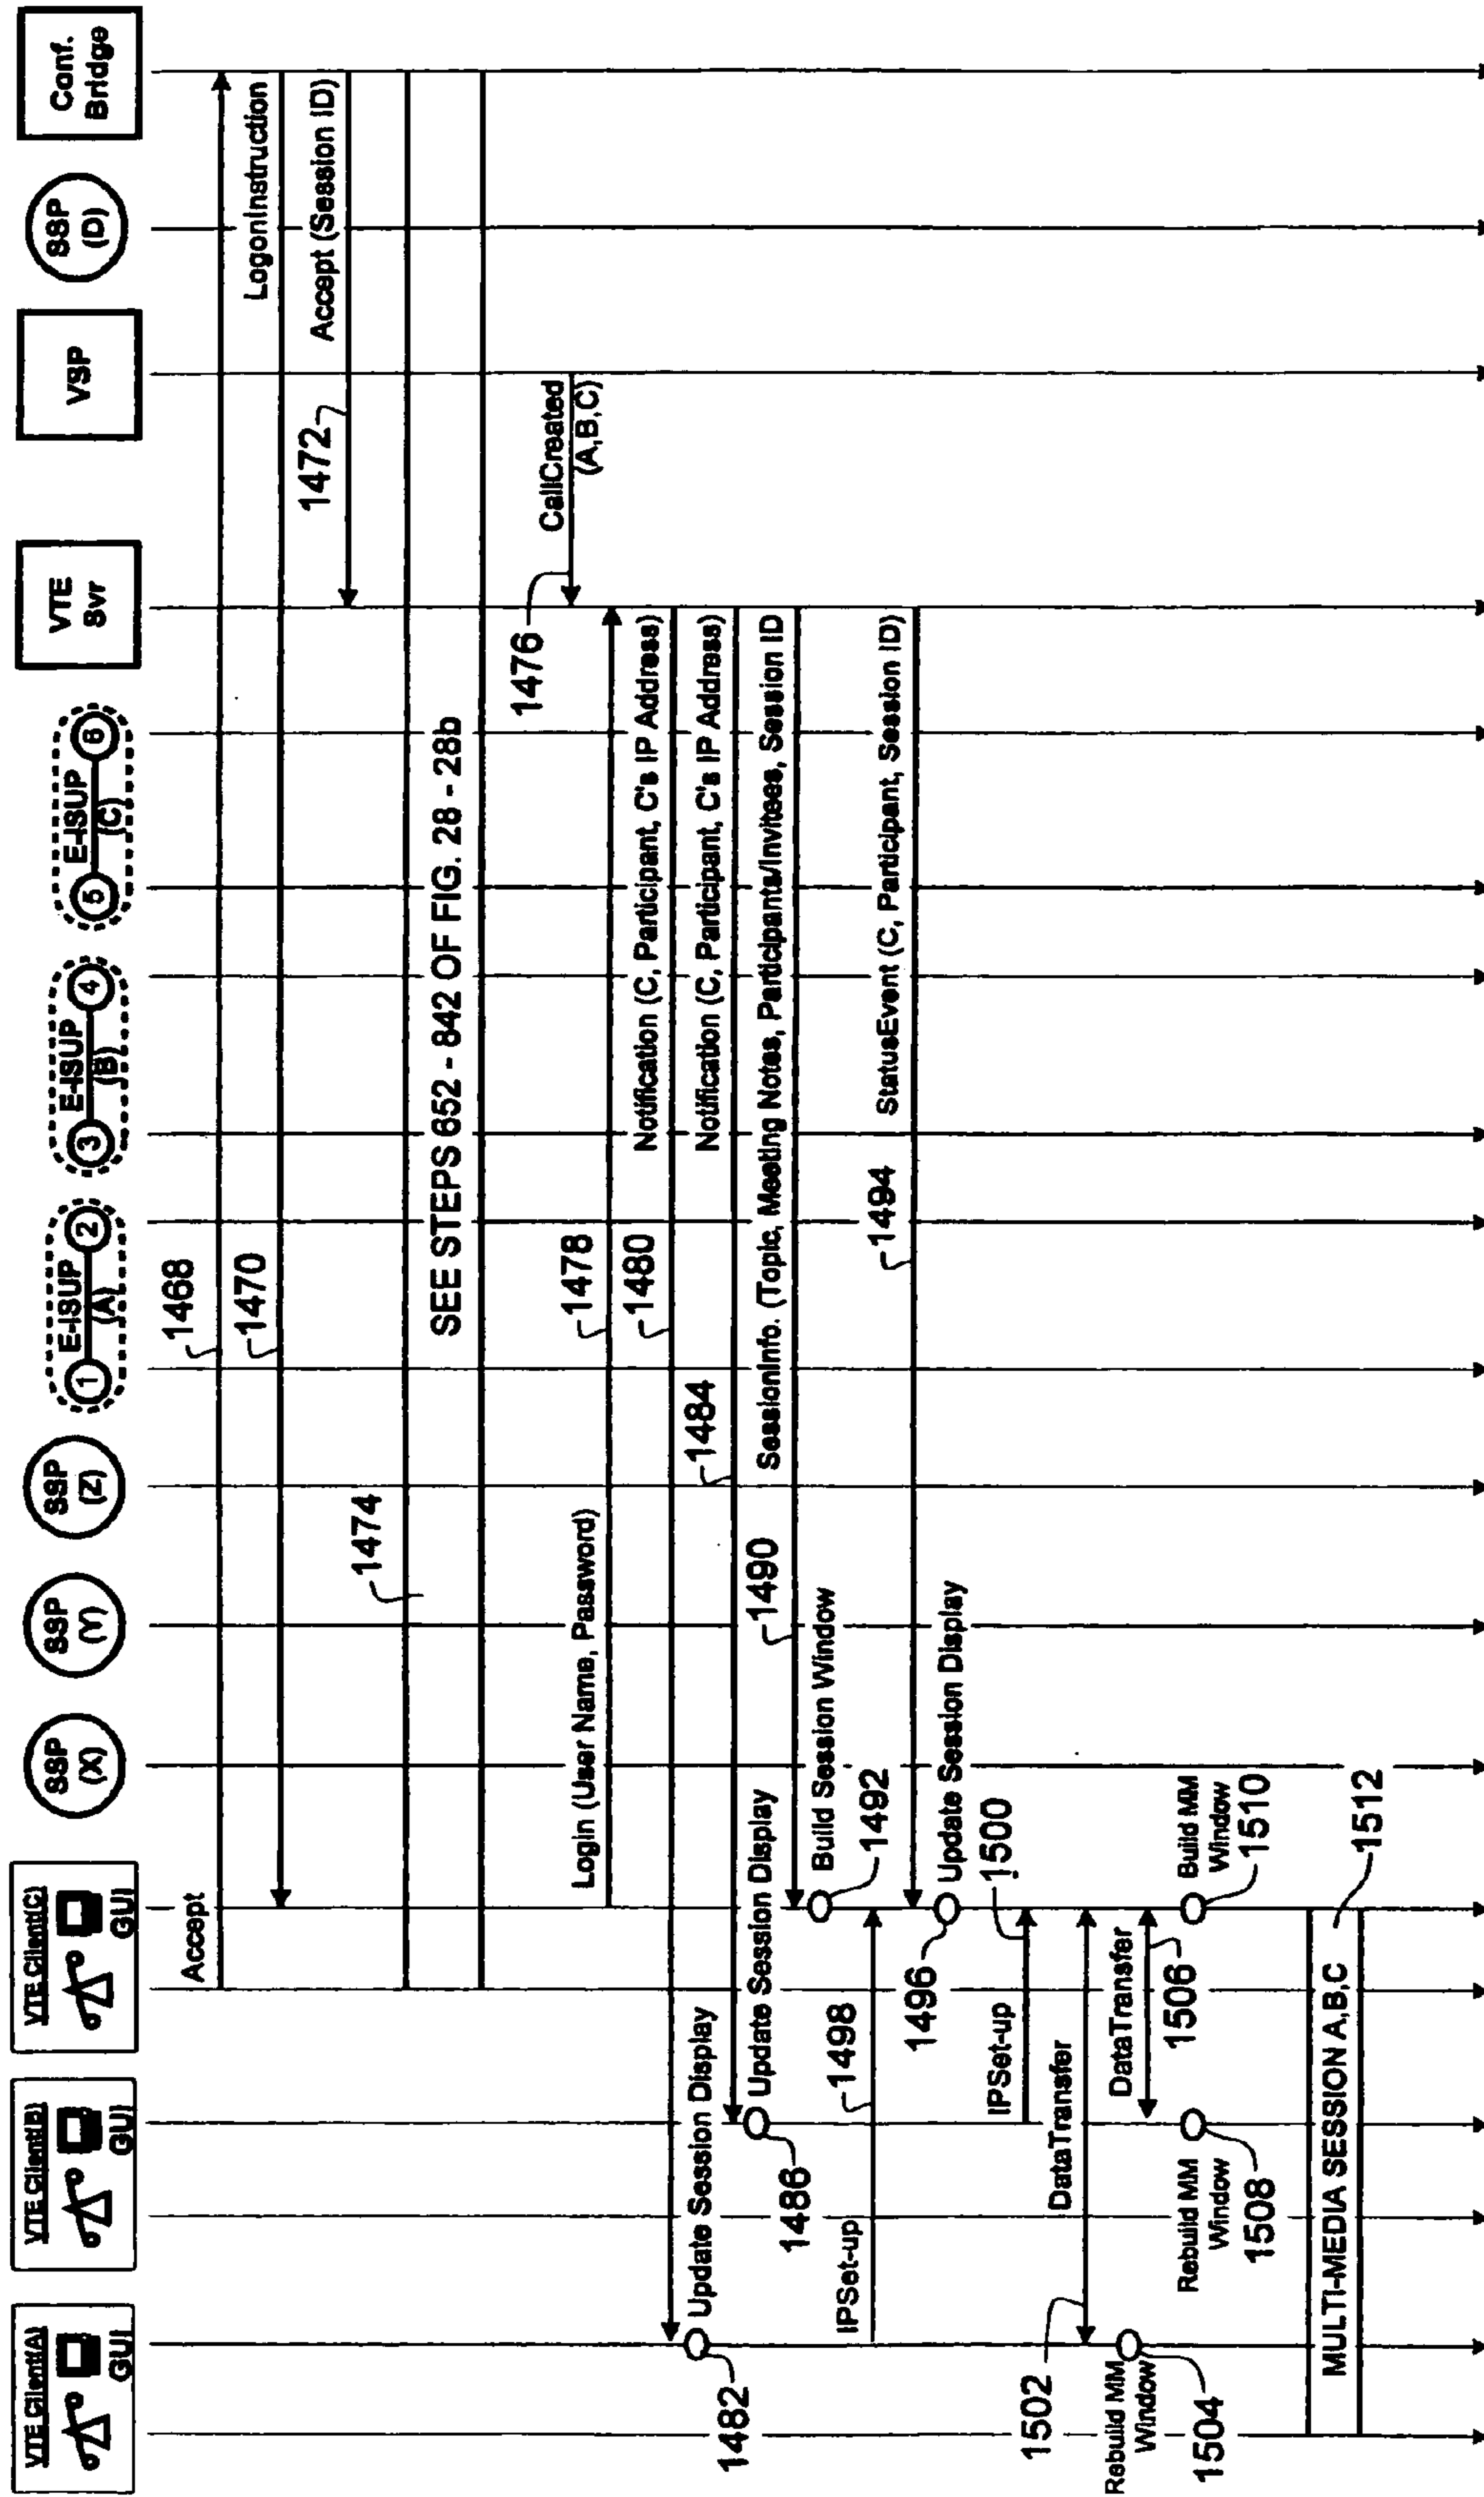 VTE Client(A)
GUI
VTE Client(B)
GUI
VTE Client(C)
GUI
SSP
(X)
SSP
(Y)
SSP
(Z)
E-ISUP
1
2
(A)
E-ISUP
3
4
(B)
E-ISUP
5
6
(C)
VTE
Svr
VSP
SSP
(D)
Conf.
Bridge
Accept
1468
LogonInstruction
1470
Accept (Session ID)
1472
1474
SEE STEPS 652 - 842 OF FIG. 28 - 28b
CallCreated
(A,B,C)
1476
Login (User Name, Password)
1478
Notification (C, Participant, C's IP Address)
1480
Update Session Display
1482
Notification (C, Participant, C's IP Address)
1484
Update Session Display
1486
SessionInfo. (Topic, Meeting Notes, Participants/Invitees, Session ID
1490
Build Session Window
1492
IPSet-up
1498
StatusEvent (C, Participant, Session ID)
1494
Update Session Display
1496
IPSet-up
1500
DataTransfer
1502
Rebuild MM
Window
1504
DataTransfer
1506
Rebuild MM
Window
1508
Build MM
Window
1510
MULTI-MEDIA SESSION A,B,C
1512